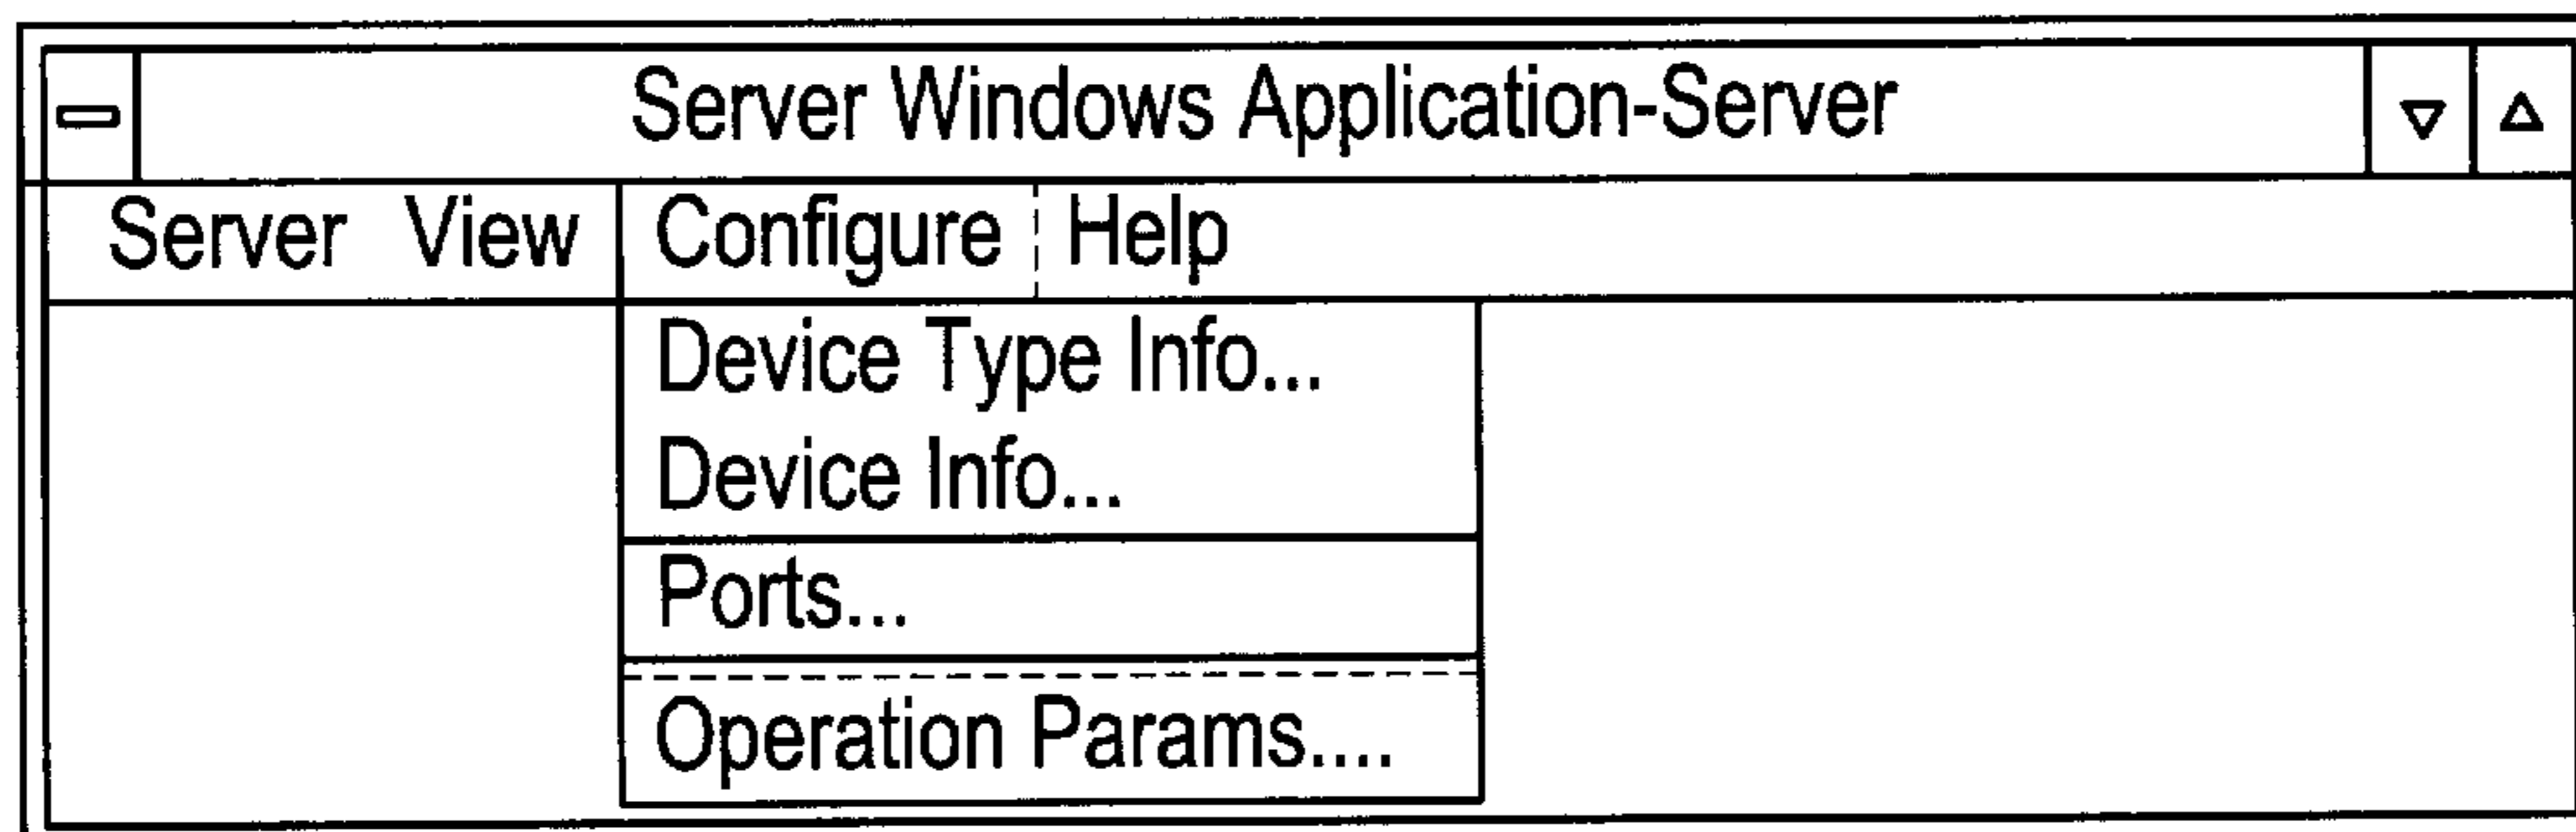 Server Windows Application-Server
Server View Configure Help
Device Type Info...
Device Info...
Ports...
Operation Params....